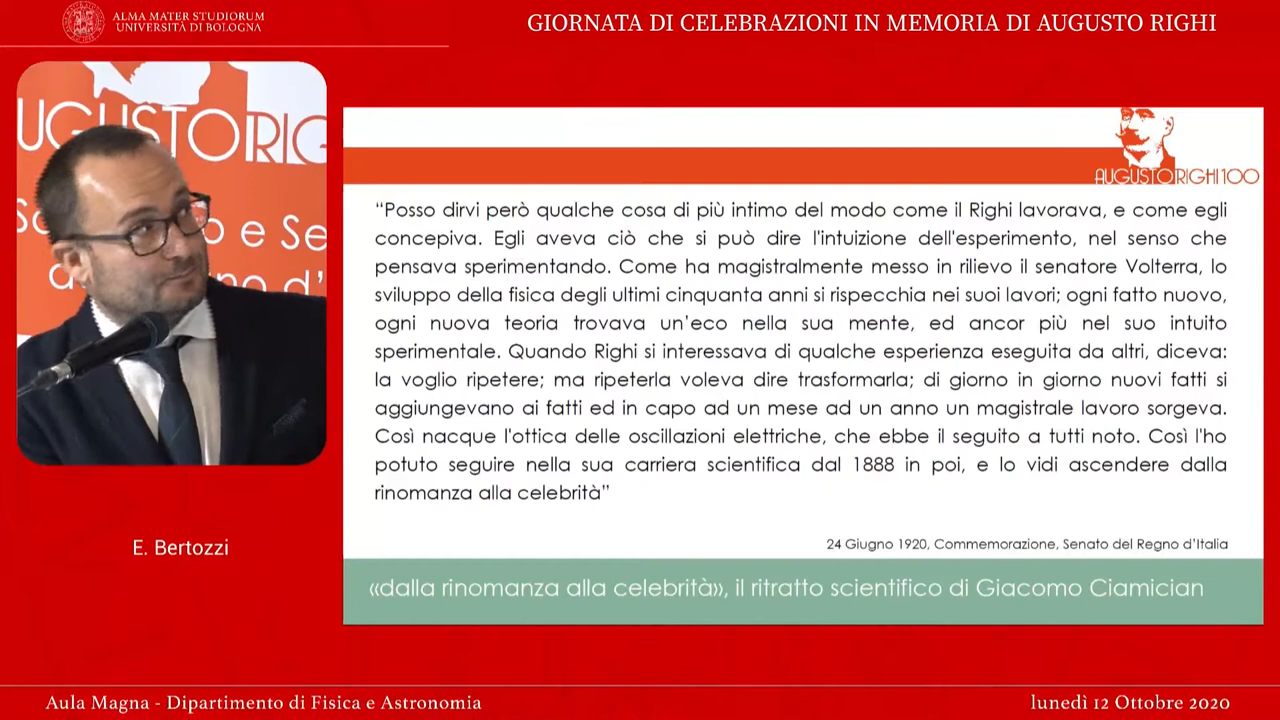 ALMA MATER STUDIORUM
UNIVERSITÀ DI BOLOGNA
GIORNATA DI CELEBRAZIONI IN MEMORIA DI AUGUSTO RIGHI
AUGUSTORIGHI100
“Posso dirvi però qualche cosa di più intimo del modo come il Righi lavorava, e come egli
concepiva. Egli aveva ciò che si può dire l'intuizione dell'esperimento, nel senso che
pensava sperimentando. Come ha magistralmente messo in rilievo il senatore Volterra, lo
sviluppo della fisica degli ultimi cinquanta anni si rispecchia nei suoi lavori; ogni fatto nuovo,
ogni nuova teoria trovava un’eco nella sua mente, ed ancor più nel suo intuito
sperimentale. Quando Righi si interessava di qualche esperienza eseguita da altri, diceva:
la voglio ripetere; ma ripeterla voleva dire trasformarla; di giorno in giorno nuovi fatti si
aggiungevano ai fatti ed in capo ad un mese ad un anno un magistrale lavoro sorgeva.
Così nacque l'ottica delle oscillazioni elettriche, che ebbe il seguito a tutti noto. Così l'ho
potuto seguire nella sua carriera scientifica dal 1888 in poi, e lo vidi ascendere dalla
rinomanza alla celebrità”
24 Giugno 1920, Commemorazione, Senato del Regno d’Italia
«dalla rinomanza alla celebrità», il ritratto scientifico di Giacomo Ciamician
UGUSTORIG
e Se
d’
E. Bertozzi
Aula Magna - Dipartimento di Fisica e Astronomia
lunedì 12 Ottobre 2020